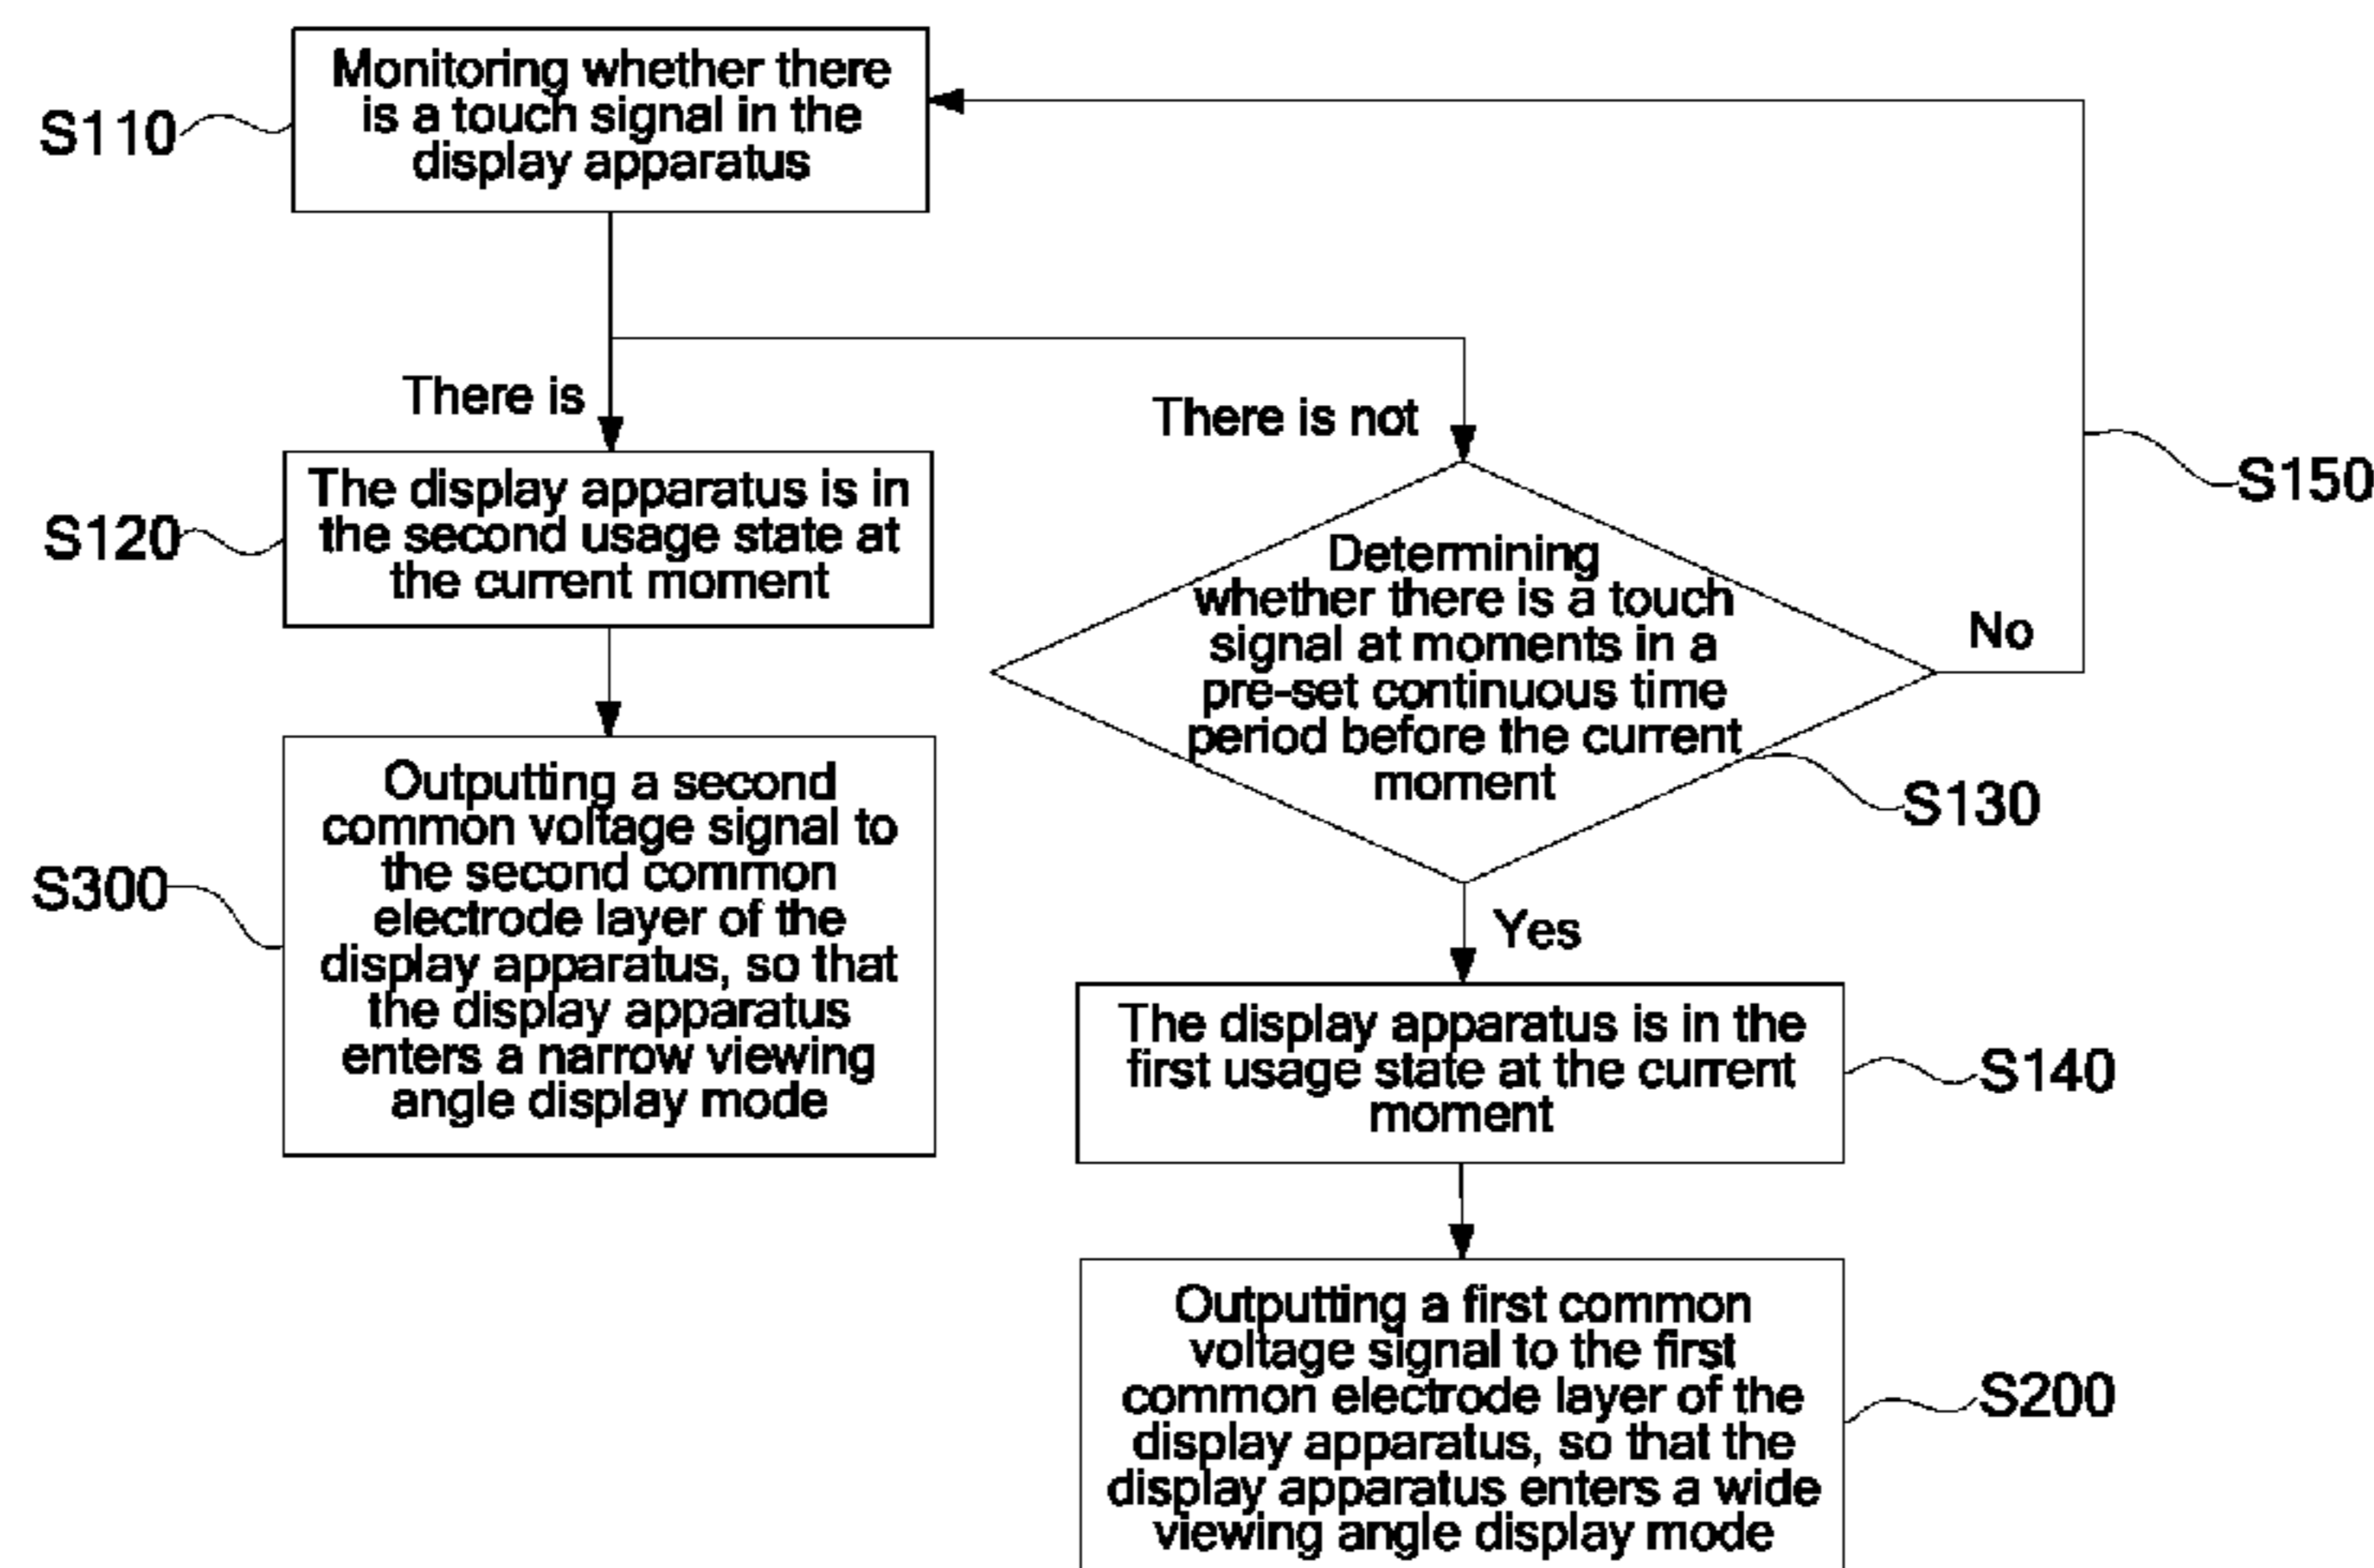 Monitoring whether there
is a touch signal in the
display apparatus
S110
There is
There is not
S150
The display apparatus is in
the second usage state at
the current moment
S120
Determining
whether there is a touch
signal at moments in a
pre-set continuous time
period before the current
moment
No
S130
Outputting a second
common voltage signal to
the second common
electrode layer of the
display apparatus, so that
the display apparatus
enters a narrow viewing
angle display mode
S300
Yes
The display apparatus is in the
first usage state at the current
moment
S140
Outputting a first common
voltage signal to the first
common electrode layer of the
display apparatus, so that the
display apparatus enters a wide
viewing angle display mode
S200